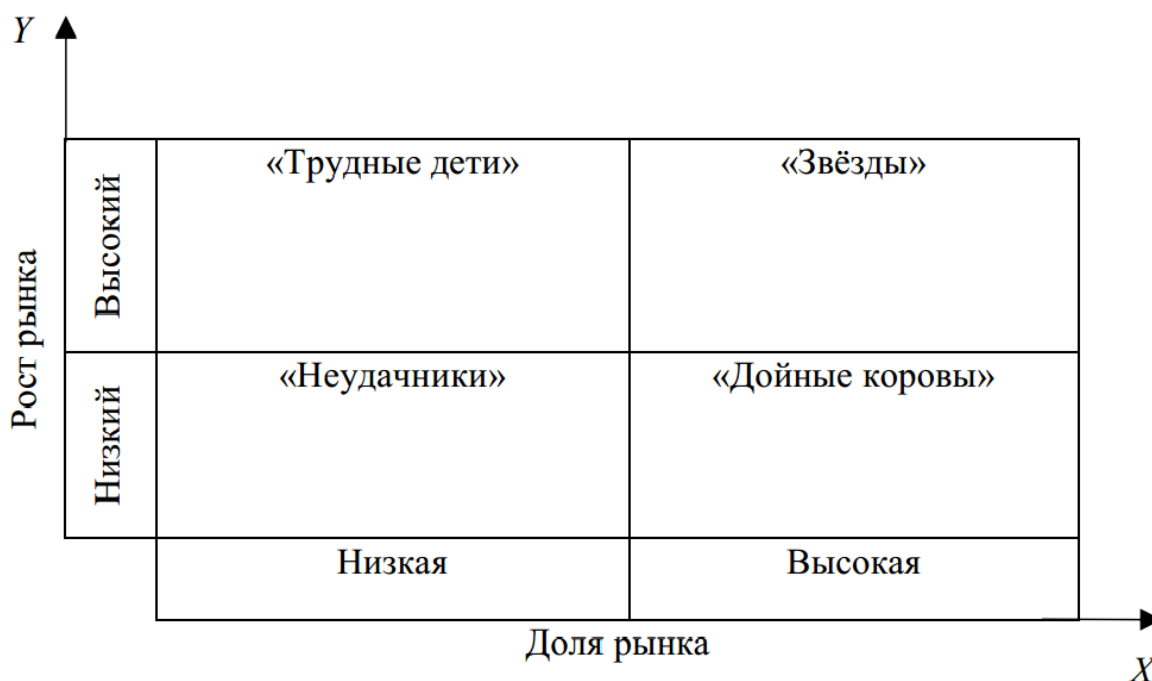 Y
«Трудные дети»
«Звёзды»
Высокий
Рост рынка
«Неудачники»
«Дойные коровы»
Низкий
Низкая
Высокая
Доля рынка
X